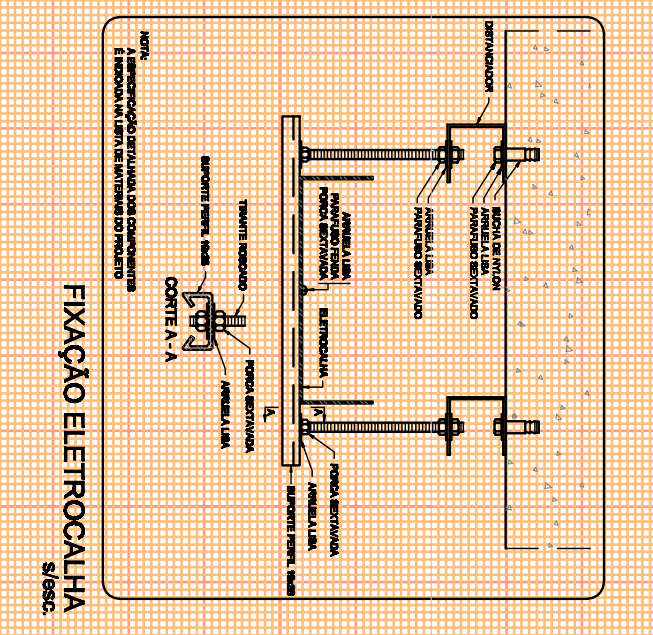 DISTANCIADOR
BUCHA DE NYLON
ARRUELA LISA
PARAFUSO SEXTAVADO
ARRUELA LISA
PARAFUSO SEXTAVADO
ARRUELA LISA
PARAFUSO FENDA
PORCA SEXTAVADA
ELETROCALHA
A
A
PORCA SEXTAVADA
ARRUELA LISA
SUPORTE PERFIL
TIRANTE ROSCADO
SUPORTE PERFIL
PORCA SEXTAVADA
ARRUELA LISA
CORTE A - A
NOTA:
A ESPECIFICAÇÃO DETALHADA DOS COMPONENTES
É INDICADA NA LISTA DE MATERIAIS DO PROJETO
FIXAÇÃO ELETROCALHA
s/esc.